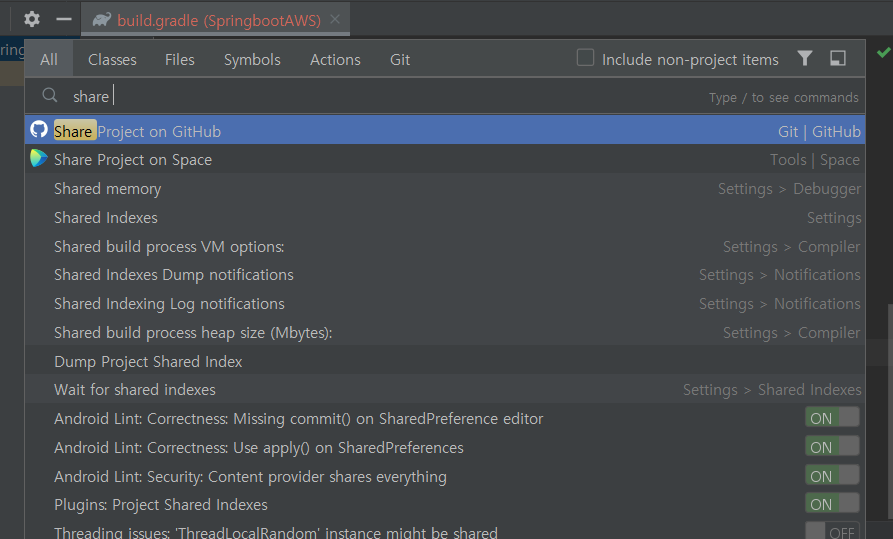 build.gradle (SpringbootAWS)
ring
All Classes Files Symbols Actions Git Include non-project items
share Type / to see commands
Share Project on GitHub Git | GitHub
Share Project on Space Tools | Space
Shared memory Settings > Debugger
Shared Indexes Settings
Shared build process VM options: Settings > Compiler
Shared Indexes Dump notifications Settings > Notifications
Shared Indexing Log notifications Settings > Notifications
Shared build process heap size (Mbytes): Settings > Compiler
Dump Project Shared Index
Wait for shared indexes Settings > Shared Indexes
Android Lint: Correctness: Missing commit() on SharedPreference editor ON
Android Lint: Correctness: Use apply() on SharedPreferences ON
Android Lint: Security: Content provider shares everything ON
Plugins: Project Shared Indexes ON
Threading issues: 'ThreadLocalRandom' instance might be shared OFF